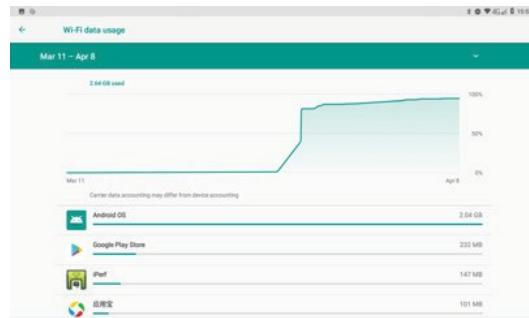 Wi-Fi data usage
Mar 11 – Apr 8
2.64 GB used
100%
50%
0%
Mar 11
Apr 8
Carrier data accounting may differ from device accounting
Android OS
2.04 GB
Google Play Store
232 MB
iPerf
147 MB
应用宝
101 MB